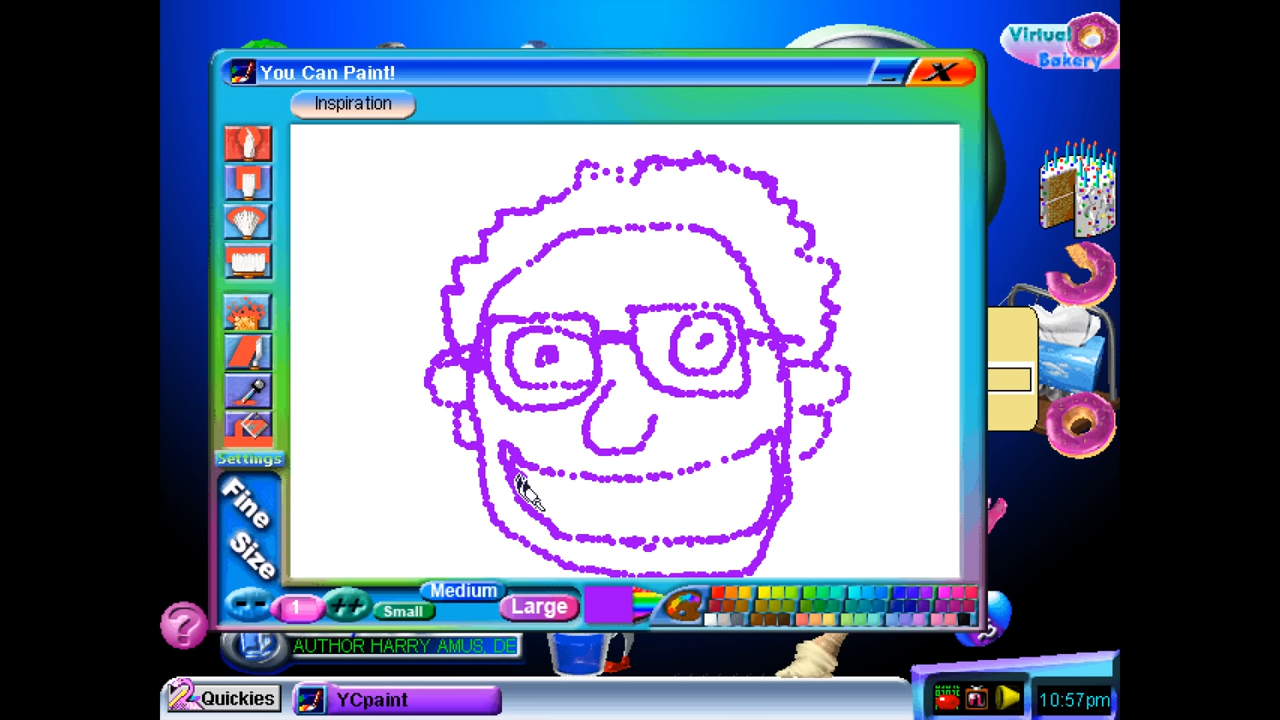 Virtual
Bakery
You Can Paint!
Inspiration
Settings
Fine
Size
1
Small
Medium
Large
AUTHOR HARRY AMUS, DE
Quickies
YCpaint
10:57pm